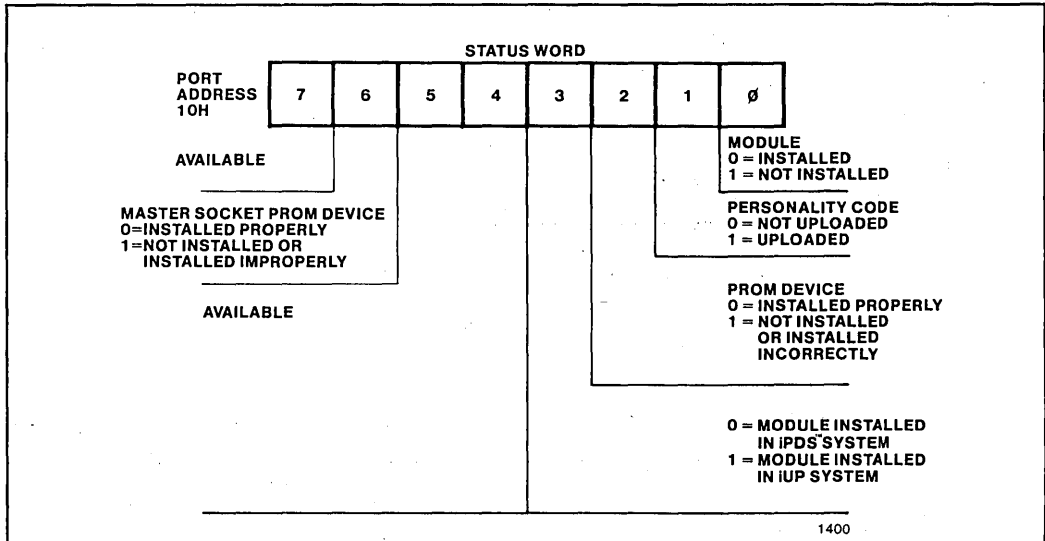 STATUS WORD
PORT
ADDRESS
10H
7 6 5 4 3 2 1 Ø
AVAILABLE
MASTER SOCKET PROM DEVICE
0=INSTALLED PROPERLY
1=NOT INSTALLED OR
INSTALLED IMPROPERLY
AVAILABLE
MODULE
0 = INSTALLED
1 = NOT INSTALLED
PERSONALITY CODE
0 = NOT UPLOADED
1 = UPLOADED
PROM DEVICE
0 = INSTALLED PROPERLY
1 = NOT INSTALLED
OR INSTALLED
INCORRECTLY
0 = MODULE INSTALLED
IN iPDS™ SYSTEM
1 = MODULE INSTALLED
IN iUP SYSTEM
AVAILABLE
1400